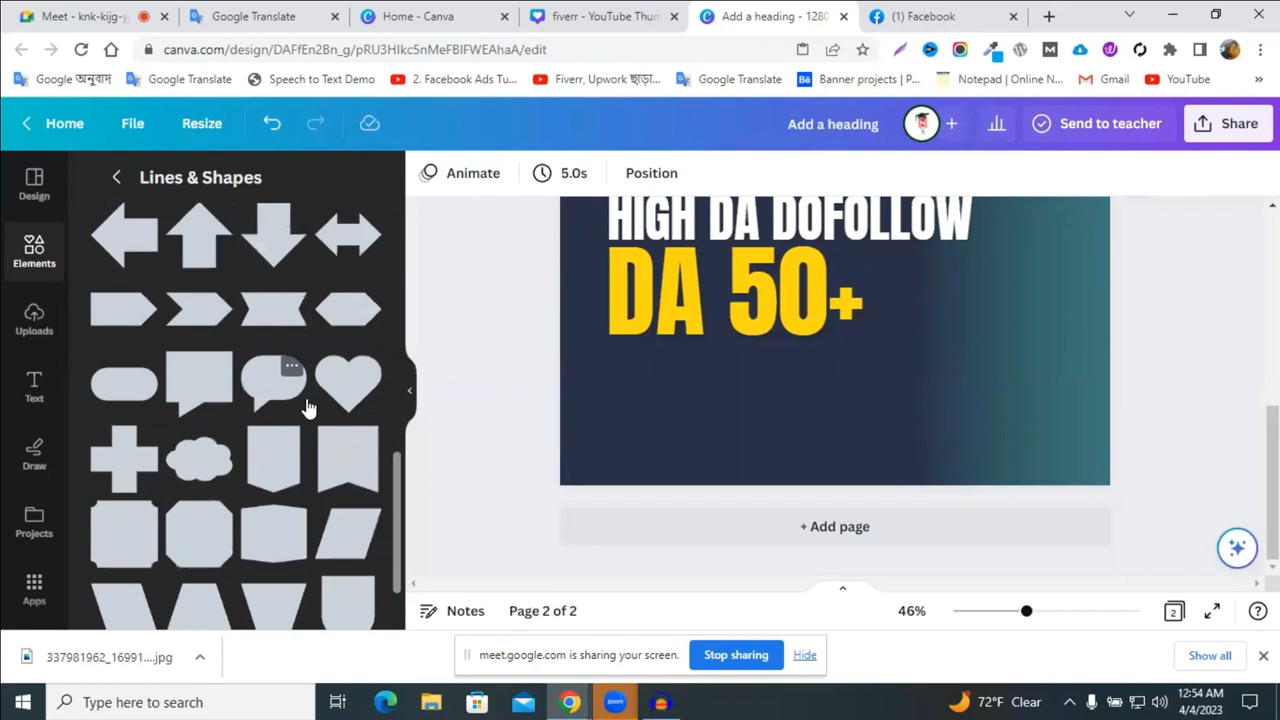 Meet - knk-kijg-
Google Translate
Home - Canva
fiverr - YouTube Thum
Add a heading - 1280
(1) Facebook
canva.com/design/DAFfEn2Bn_g/pRU3HIkc5nMeFBIFWEAhaA/edit
Google অনুবাদ
Google Translate
Speech to Text Demo
2. Facebook Ads Tu...
Fiverr, Upwork ছাড়া...
Google Translate
Banner projects | P...
Notepad | Online N...
Gmail
YouTube
Home
File
Resize
Add a heading
Send to teacher
Share
Design
Elements
Uploads
Text
Draw
Projects
Apps
Lines & Shapes
Animate
5.0s
Position
HIGH DA DOFOLLOW
DA 50+
+ Add page
Notes
Page 2 of 2
46%
2
337981962_16991....jpg
meet.google.com is sharing your screen.
Stop sharing
Hide
Show all
Type here to search
zoom
72°F Clear
12:54 AM
4/4/2023